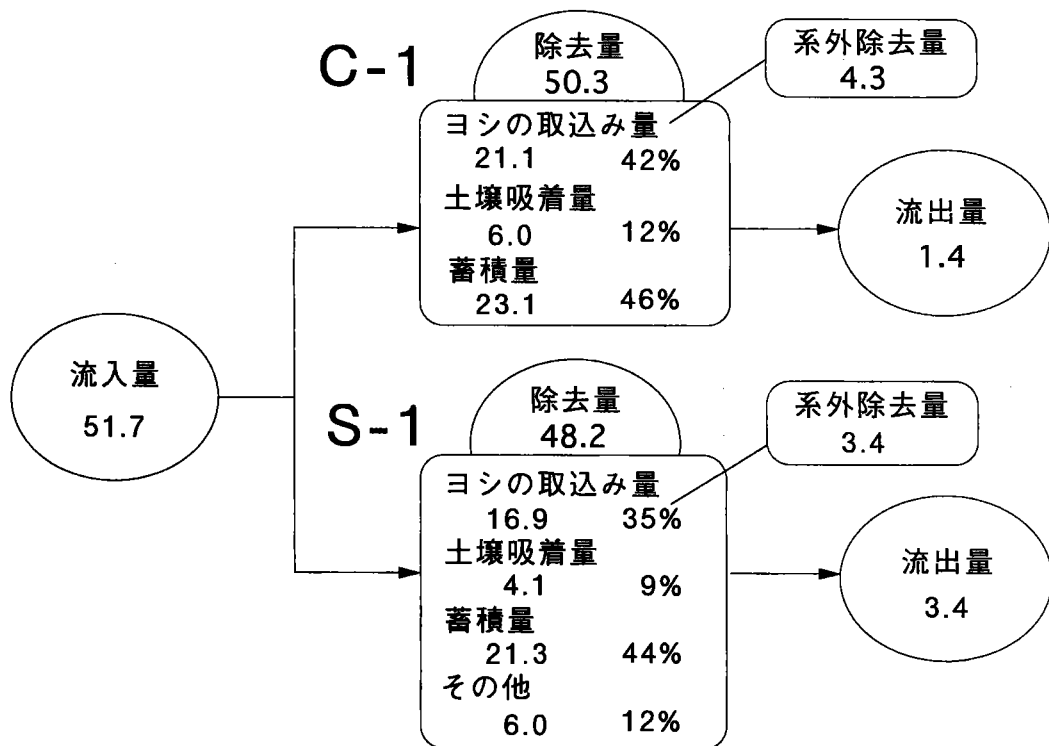 C-1
除去量
50.3
系外除去量
4.3
ヨシの取込み量
21.1 42%
土壌吸着量
6.0 12%
蓄積量
23.1 46%
流出量
1.4
流入量
51.7
S-1
除去量
48.2
系外除去量
3.4
ヨシの取込み量
16.9 35%
土壌吸着量
4.1 9%
蓄積量
21.3 44%
その他
6.0 12%
流出量
3.4